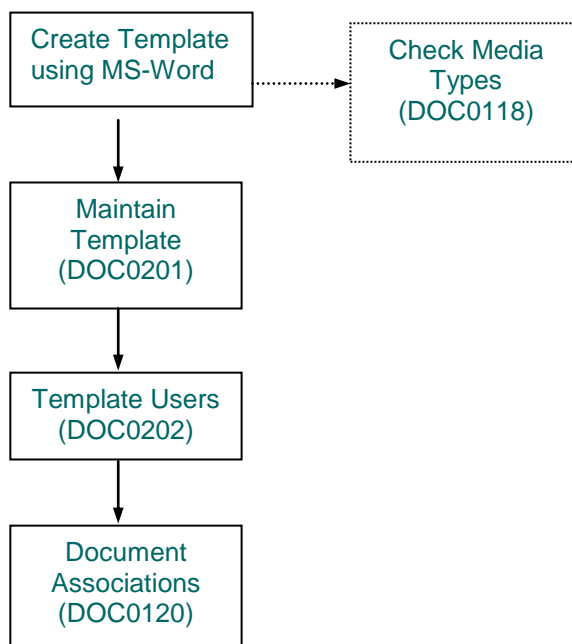 Create Template
using MS-Word
Check Media
Types
(DOC0118)
Maintain
Template
(DOC0201)
Template Users
(DOC0202)
Document
Associations
(DOC0120)